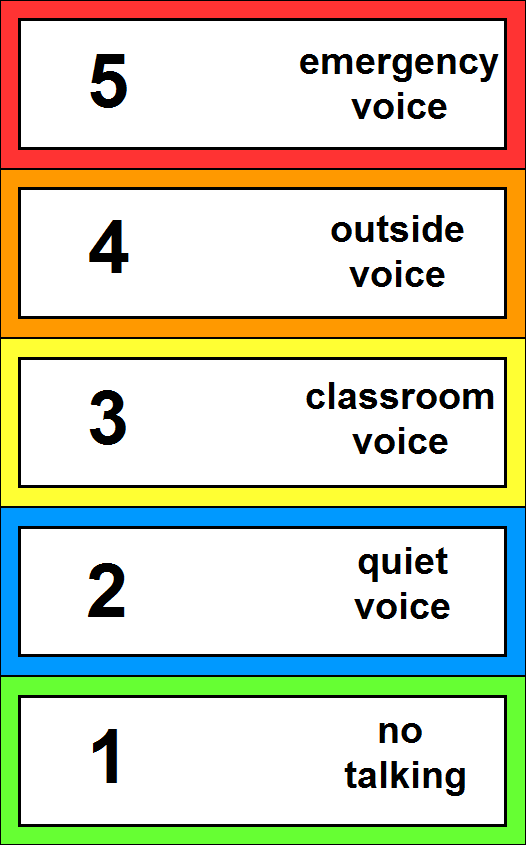 5
emergency
voice
4
outside
voice
3
classroom
voice
2
quiet
voice
1
no
talking